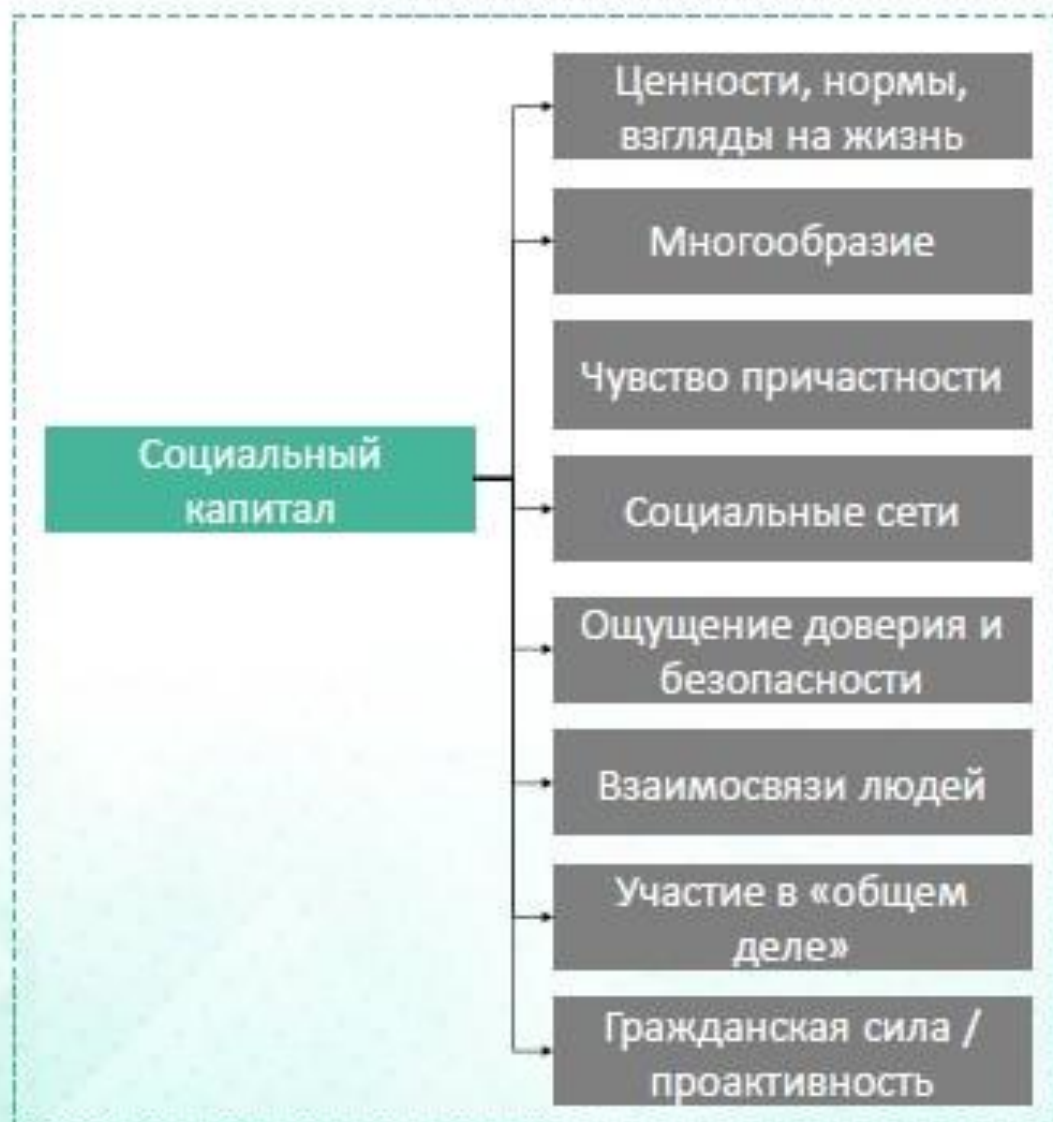 Ценности, нормы,
взгляды на жизнь
Многообразие
Чувство причастности
Социальный
капитал
Социальные сети
Ощущение доверия и
безопасности
Взаимосвязи людей
Участие в «общем
деле»
Гражданская сила /
проактивность